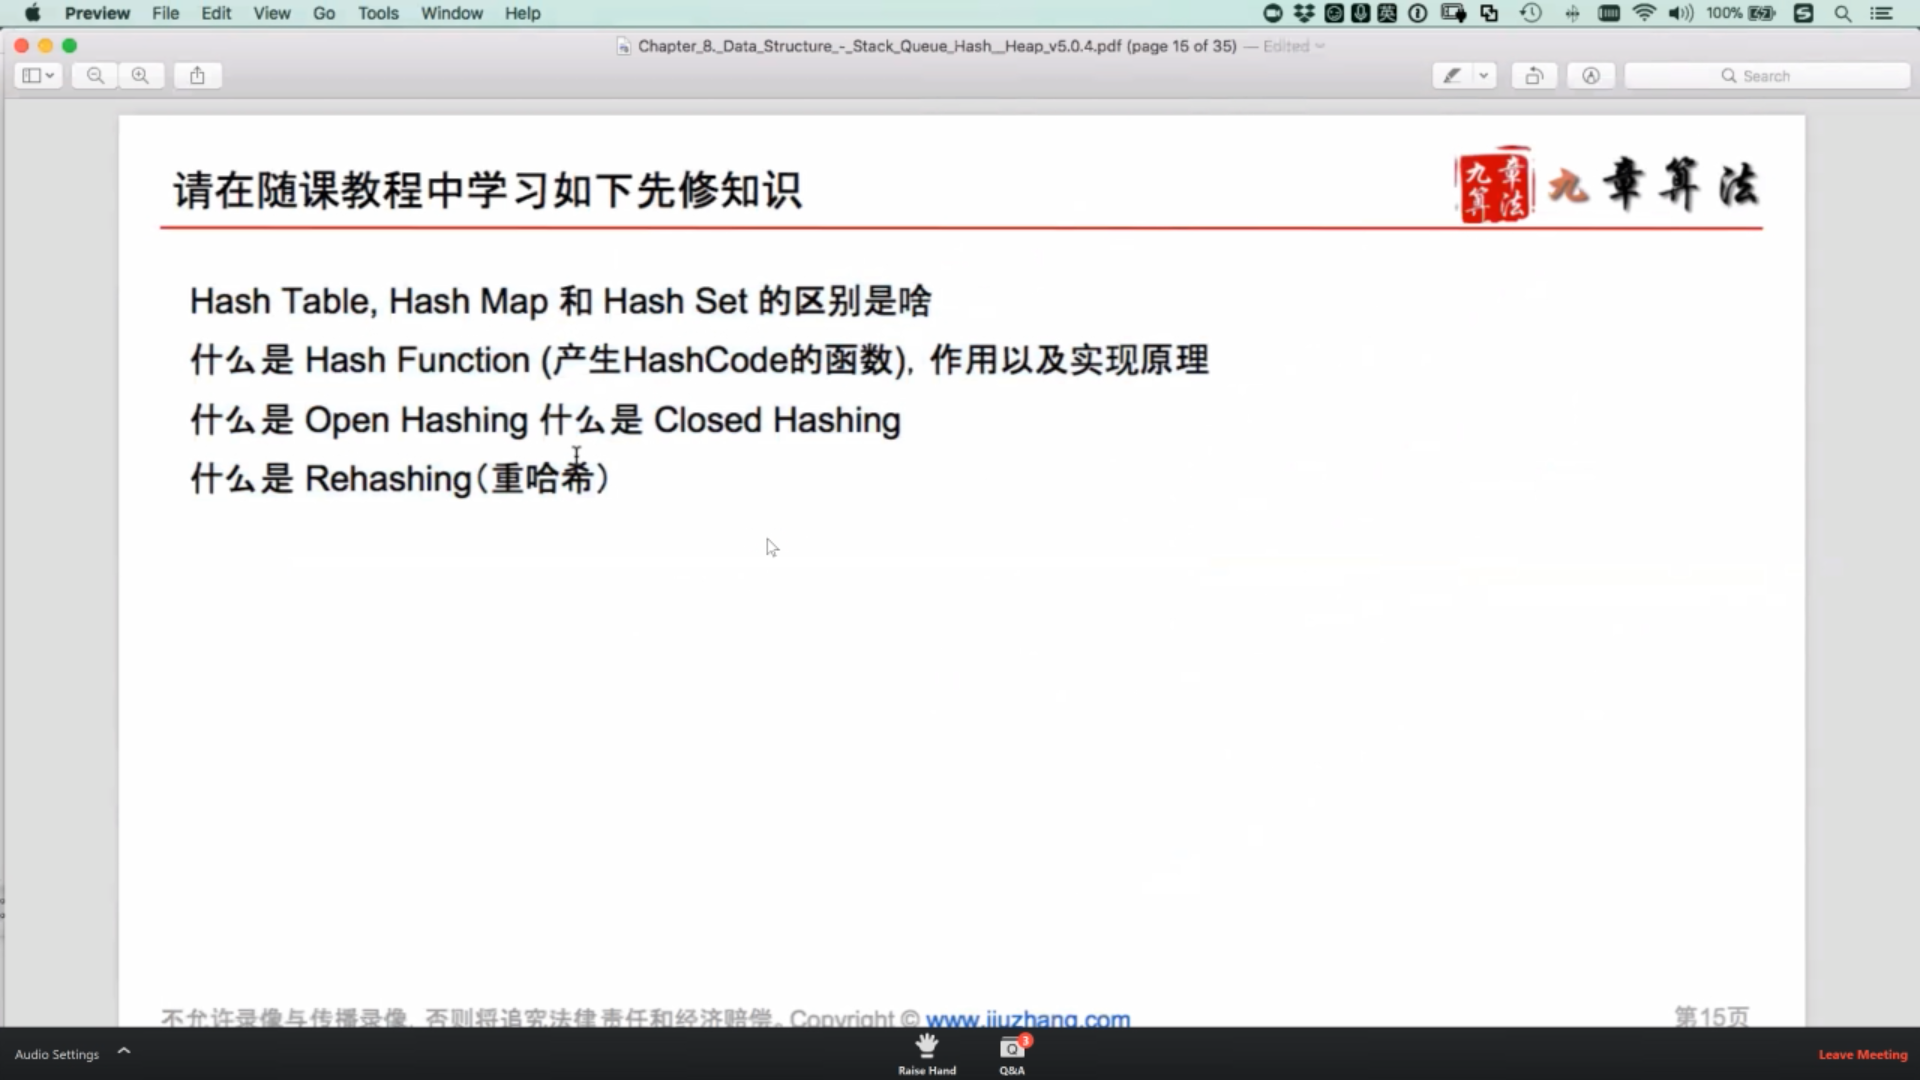 Preview File Edit View Go Tools Window Help 英 100%
Chapter_8._Data_Structure_-_Stack_Queue_Hash__Heap_v5.0.4.pdf (page 15 of 35) — Edited
Search
请在随课教程中学习如下先修知识
九章算法 九章算法
Hash Table, Hash Map 和 Hash Set 的区别是啥
什么是 Hash Function (产生HashCode的函数), 作用以及实现原理
什么是 Open Hashing 什么是 Closed Hashing
什么是 Rehashing（重哈希）
不允许录像与传播录像, 否则将追究法律责任和经济赔偿。Copyright © www.jiuzhang.com
第15页
Audio Settings
Raise Hand
3
Q&A
Leave Meeting